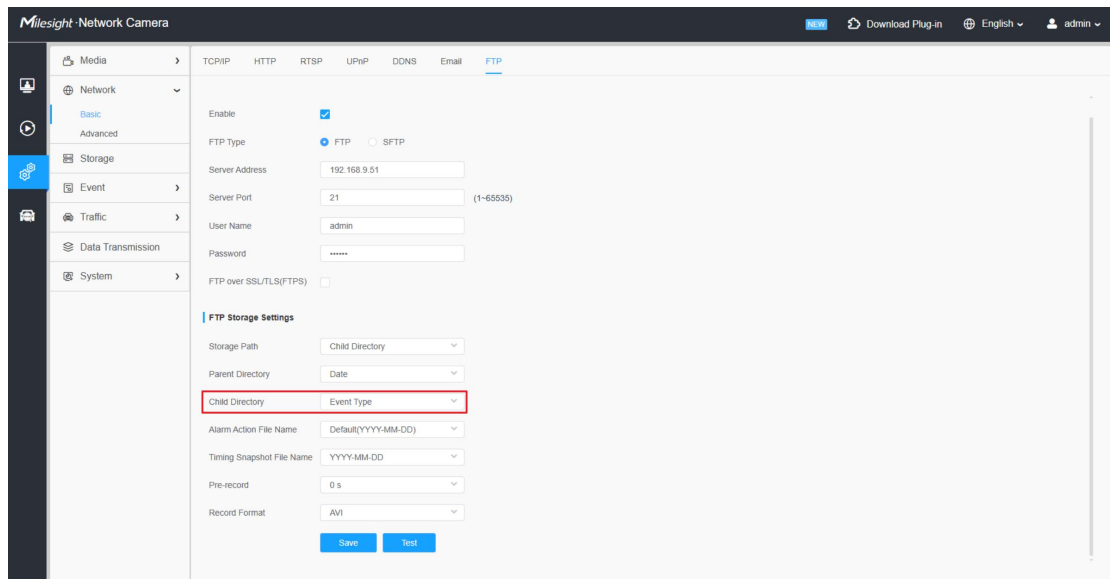 Milesight · Network Camera
NEW Download Plug-in English admin
Media
Network
Basic
Advanced
Storage
Event
Traffic
Data Transmission
System
TCP/IP HTTP RTSP UPnP DDNS Email FTP
Enable
FTP Type FTP SFTP
Server Address 192.168.9.51
Server Port 21 (1~65535)
User Name admin
Password ••••••
FTP over SSL/TLS(FTPS)
FTP Storage Settings
Storage Path Child Directory
Parent Directory Date
Child Directory Event Type
Alarm Action File Name Default(YYYY-MM-DD)
Timing Snapshot File Name YYYY-MM-DD
Pre-record 0 s
Record Format AVI
Save Test